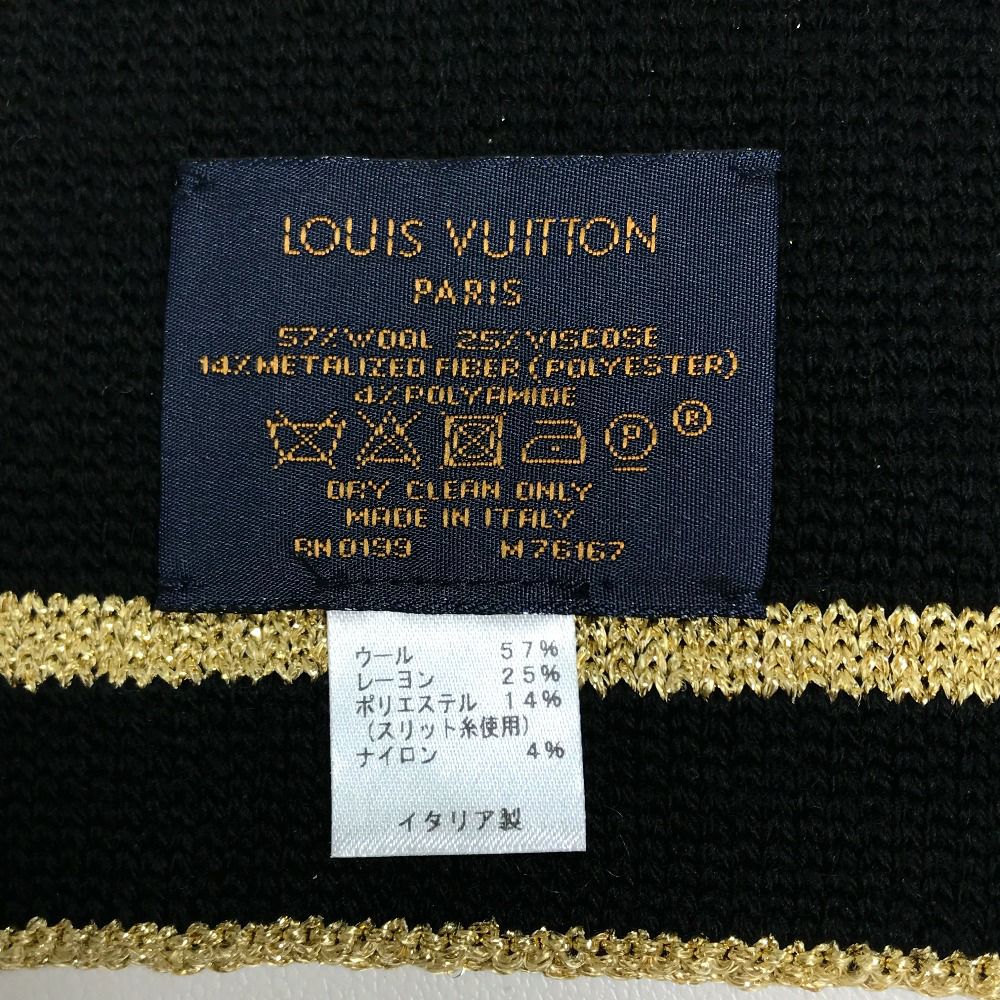 LOUIS VUITTON
PARIS
57% WOOL 25% VISCOSE
14% METALIZED FIBER (POLYESTER)
4% POLYAMIDE
P ®
DRY CLEAN ONLY
MADE IN ITALY
RN0199 M76167
ウール 57%
レーヨン 25%
ポリエステル 14%
(スリット糸使用)
ナイロン 4%
イタリア製